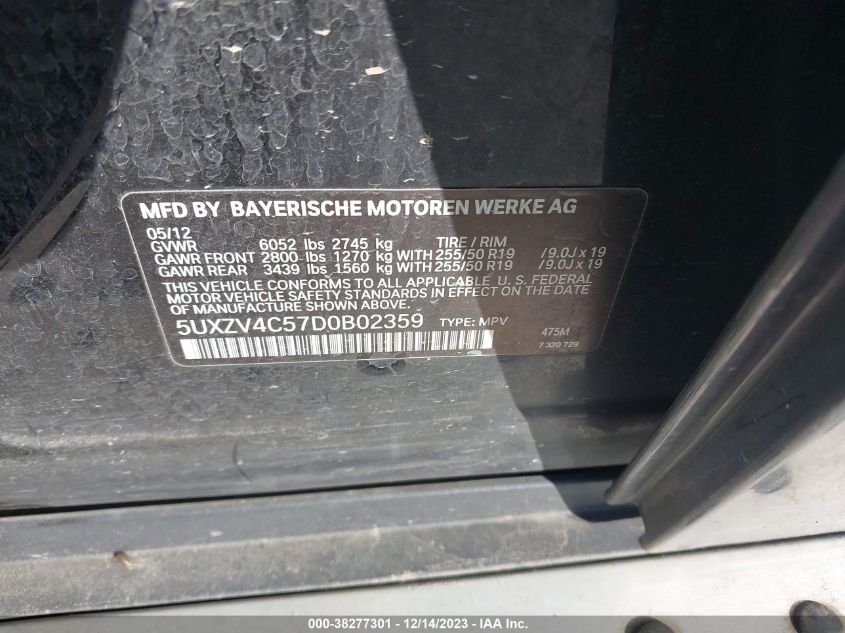 MFD BY BAYERISCHE MOTOREN WERKE AG
05/12
GVWR 6052 lbs 2745 kg TIRE / RIM
GAWR FRONT 2800 lbs 1270 kg WITH 255/50 R19 /9.0J x 19
GAWR REAR 3439 lbs 1560 kg WITH 255/50 R19 /9.0J x 19
THIS VEHICLE CONFORMS TO ALL APPLICABLE U.S. FEDERAL
MOTOR VEHICLE SAFETY STANDARDS IN EFFECT ON THE DATE
OF MANUFACTURE SHOWN ABOVE.
5UXZV4C57D0B02359 TYPE: MPV 475M
7 320 729
000-38277301 - 12/14/2023 - IAA Inc.